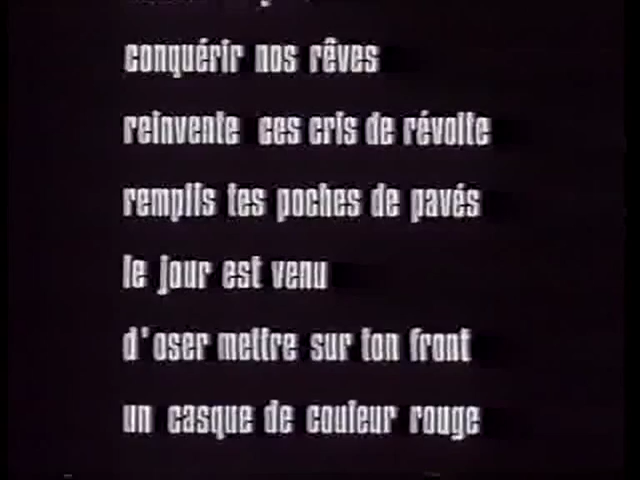 conquérir nos rêves
reinvente ces cris de révolte
remplis tes poches de pavés
le jour est venu
d'oser mettre sur ton front
un casque de couleur rouge